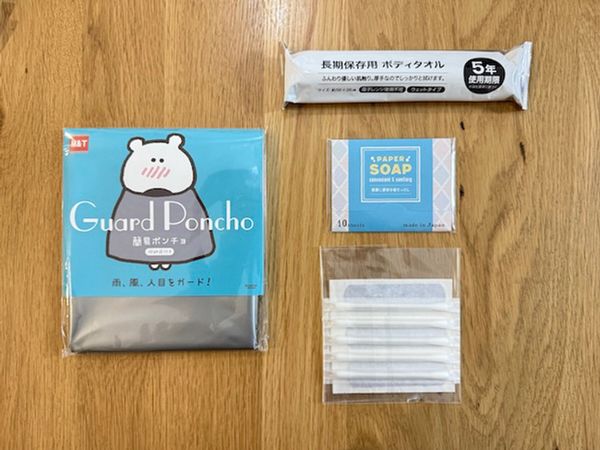 M&T
Guard Poncho
簡易ポンチョ
雨、風、人目をガード!
長期保存用 ボディタオル
ふんわり優しい肌触り。厚手なのでしっかりと拭けます。
ウェットタイプ
5年
使用期限
PAPER
SOAP
convenient & sanitary
10sheets
made in Japan